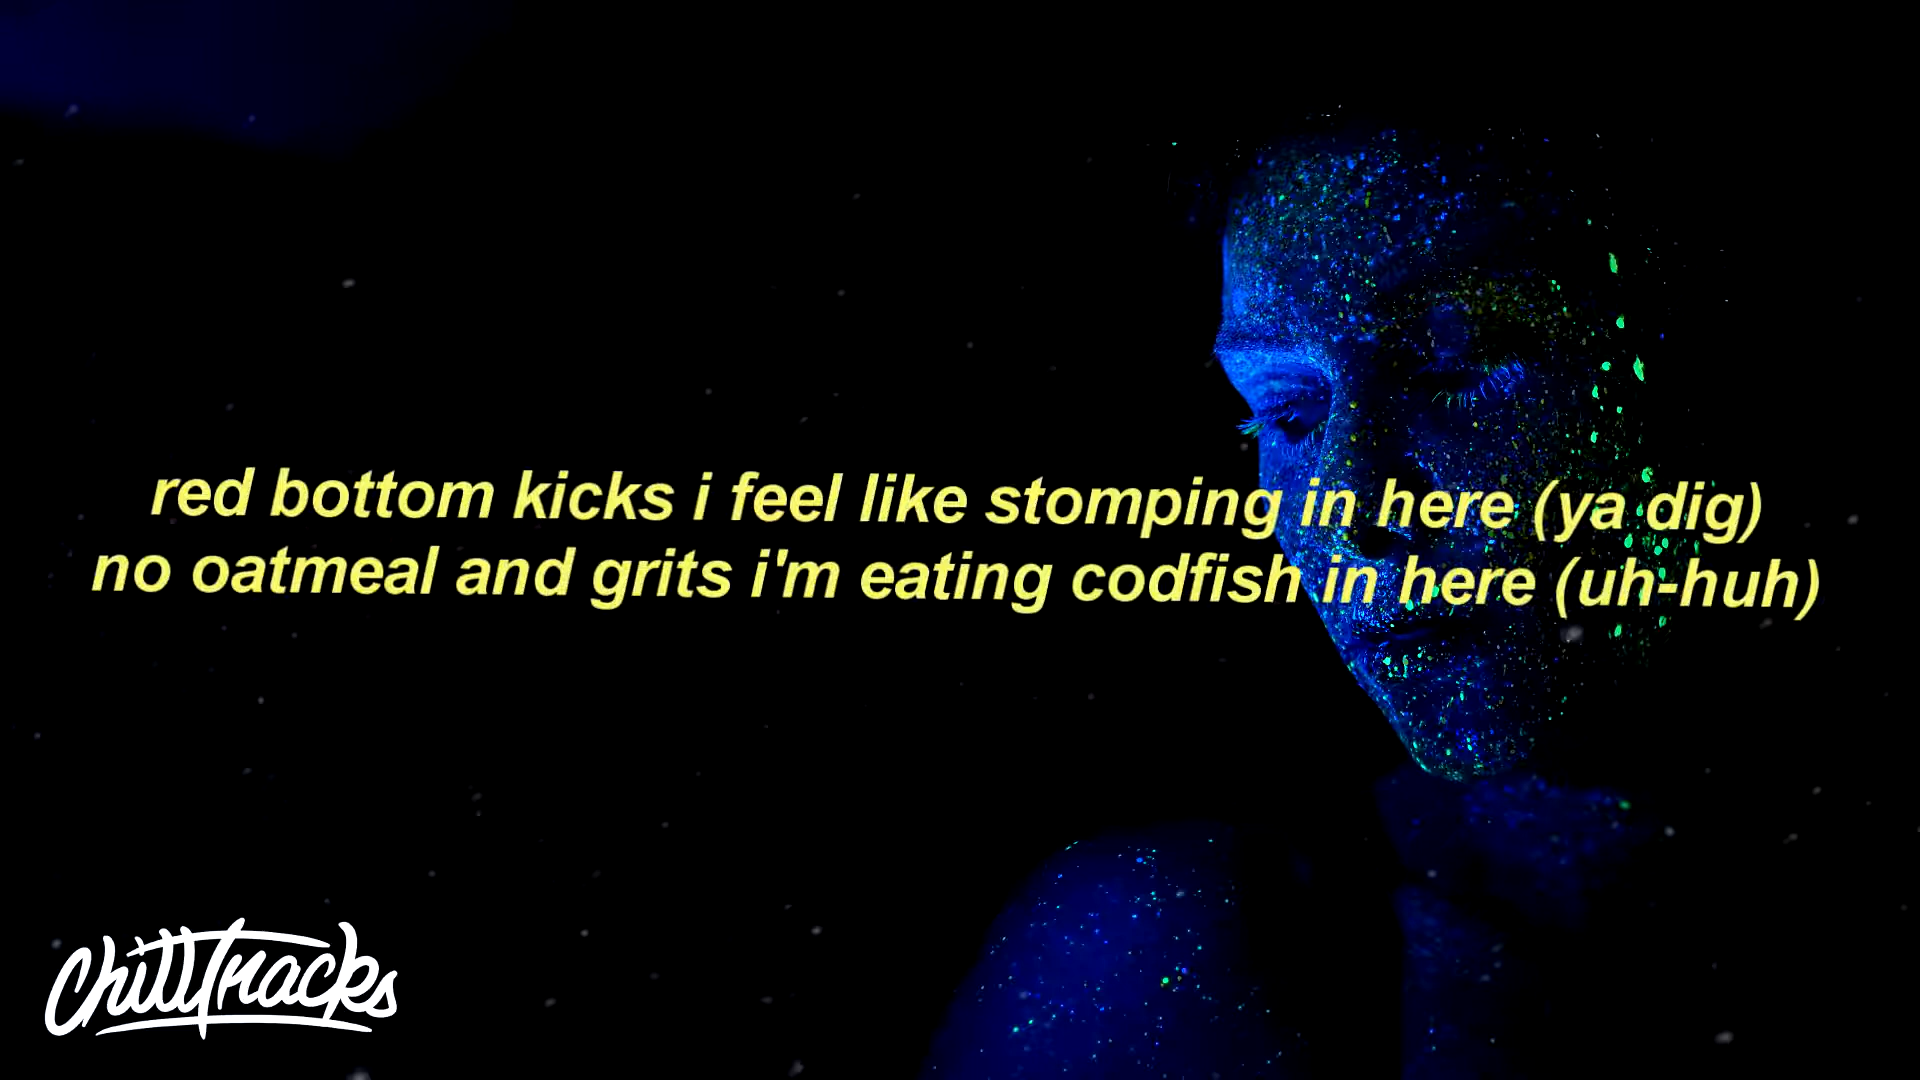 red bottom kicks i feel like stomping in here (ya dig)
no oatmeal and grits i'm eating codfish in here (uh-huh)
ChillTracks